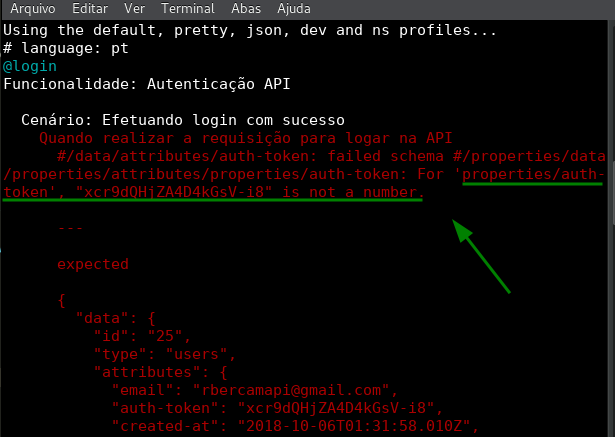 Arquivo Editar Ver Terminal Abas Ajuda
Using the default, pretty, json, dev and ns profiles...
# language: pt
@login
Funcionalidade: Autenticação API
Cenário: Efetuando login com sucesso
Quando realizar a requisição para logar na API
#/data/attributes/auth-token: failed schema #/properties/data
/properties/attributes/properties/auth-token: For 'properties/auth-
token', "xcr9dQHjZA4D4kGsV-i8" is not a number.
---
expected
{
"data": {
"id": "25",
"type": "users",
"attributes": {
"email": "rbercamapi@gmail.com",
"auth-token": "xcr9dQHjZA4D4kGsV-i8",
"created-at": "2018-10-06T01:31:58.010Z",